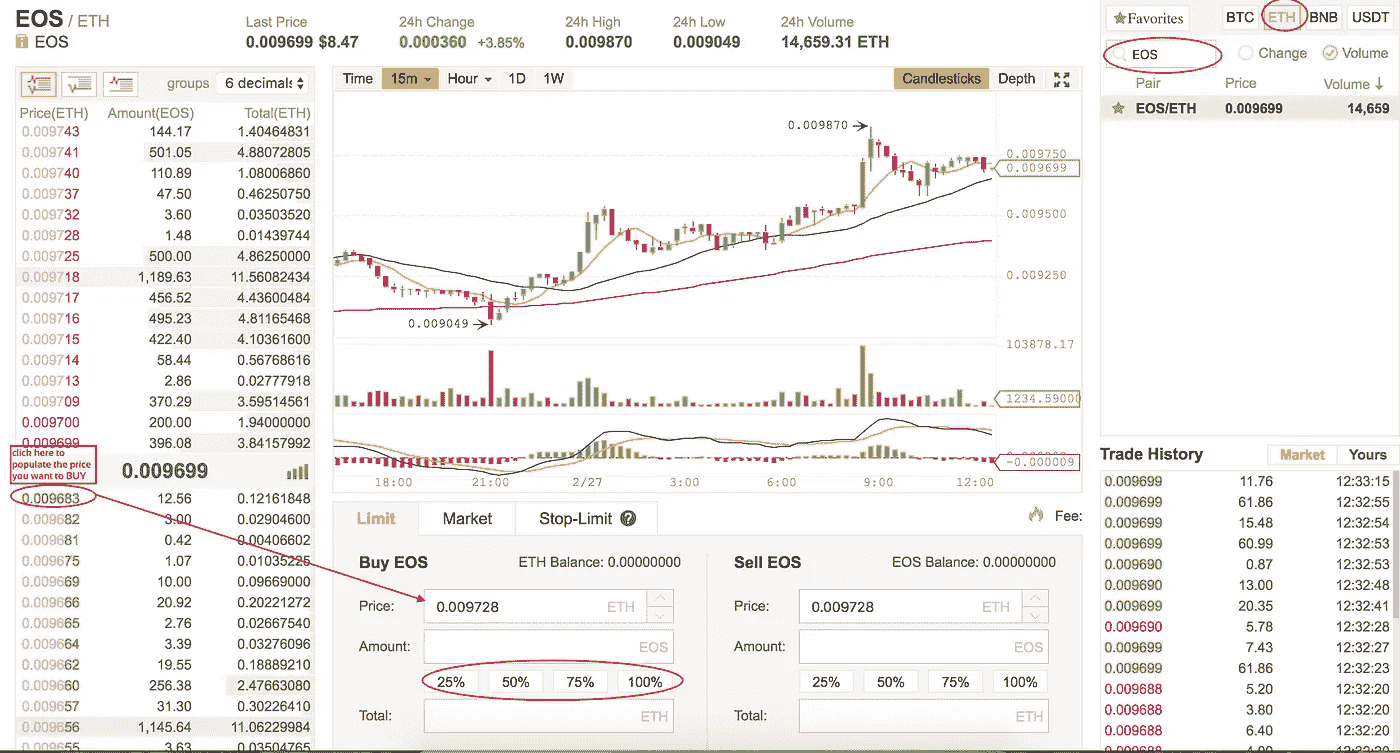 EOS / ETH
EOS
Last Price
0.009699 $8.47
24h Change
0.000360 +3.85%
24h High
0.009870
24h Low
0.009049
24h Volume
14,659.31 ETH
groups 6 decimals
Price(ETH) Amount(EOS) Total(ETH)
0.009743 144.17 1.40464831
0.009741 501.05 4.88072805
0.009740 110.89 1.08006860
0.009737 47.50 0.46250750
0.009732 3.60 0.03503520
0.009728 1.48 0.01439744
0.009725 500.00 4.86250000
0.009718 1,189.63 11.56082434
0.009717 456.52 4.43600484
0.009716 495.23 4.81165468
0.009715 422.40 4.10361600
0.009714 58.44 0.56768616
0.009713 2.86 0.02777918
0.009709 370.29 3.59514561
0.009700 200.00 1.94000000
0.009699 396.08 3.84157992
click here to
populate the price
you want to BUY
0.009699
0.009683 12.56 0.12161848
0.009682 3.00 0.02904600
0.009681 0.42 0.00406602
0.009675 1.07 0.01035225
0.009669 10.00 0.09669000
0.009666 20.92 0.20221272
0.009665 2.76 0.02667540
0.009664 3.39 0.03276096
0.009662 19.55 0.18889210
0.009660 256.38 2.47663080
0.009657 31.30 0.30226410
0.009656 1,145.64 11.06229984
0.009655 3.63 0.03504765
Time 15m Hour 1D 1W
Candlesticks Depth
0.009870
0.009049
0.009750
0.009699
0.009500
0.009250
103878.17
1234.59000
-0.000009
18:00 21:00 2/27 3:00 6:00 9:00 12:00
Limit Market Stop-Limit ?
Fee:
Buy EOS ETH Balance: 0.00000000
Price: 0.009728 ETH
Amount: EOS
25% 50% 75% 100%
Total: ETH
Sell EOS EOS Balance: 0.00000000
Price: 0.009728 ETH
Amount: EOS
25% 50% 75% 100%
Total: ETH
Favorites BTC ETH BNB USDT
EOS Change Volume
Pair Price Volume
EOS/ETH 0.009699 14,659
Trade History Market Yours
0.009699 11.76 12:33:15
0.009699 61.86 12:32:55
0.009699 15.48 12:32:54
0.009699 60.99 12:32:53
0.009690 0.87 12:32:53
0.009690 13.00 12:32:48
0.009699 20.35 12:32:41
0.009690 5.78 12:32:28
0.009699 7.43 12:32:27
0.009699 61.86 12:32:23
0.009688 5.20 12:32:20
0.009688 3.80 12:32:20
0.009688 6.40 12:32:20